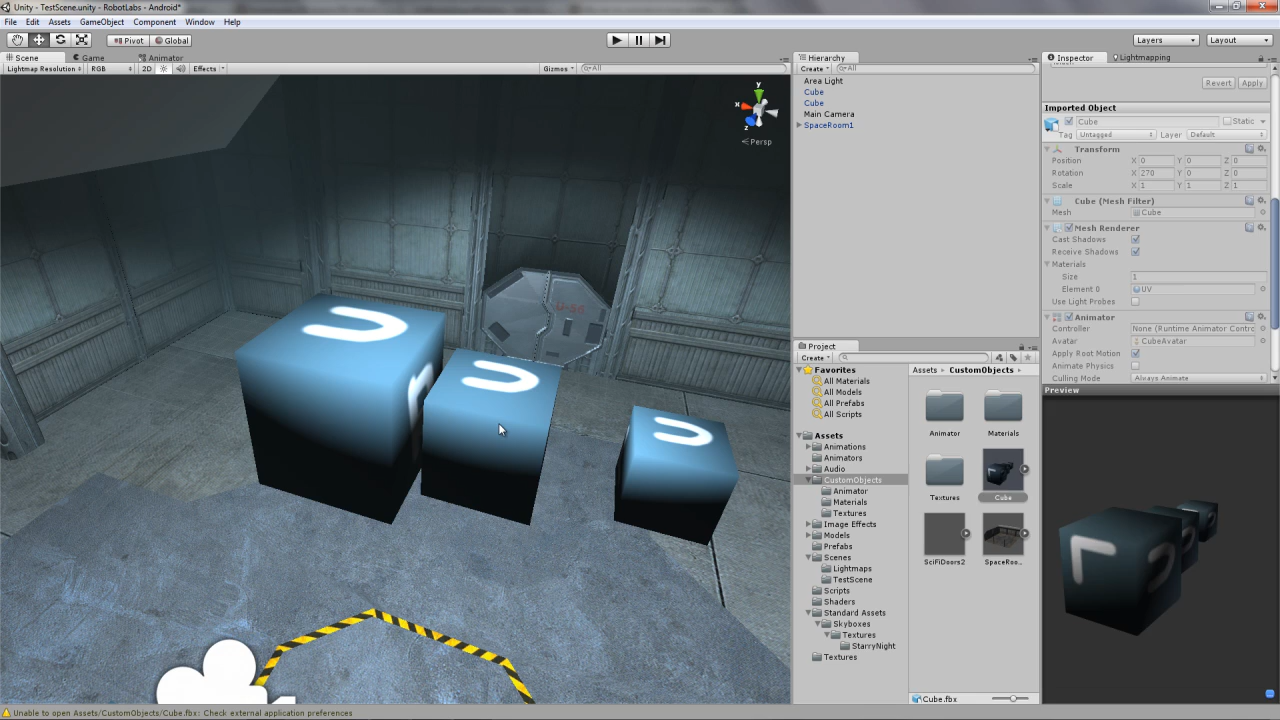 Unity - TestScene.unity - RobotLabs - Android*
File Edit Assets GameObject Component Window Help
Pivot Global Layers Layout
Scene Game Animator
Lightmap Resolution RGB 2D Effects Gizmos All
y
x
z
Persp
U-36
U
U
U
Hierarchy
Create All
Area Light
Cube
Cube
Main Camera
SpaceRoom1
Project
Create
Favorites
All Materials
All Models
All Prefabs
All Scripts
Assets
Animations
Animators
Audio
CustomObjects
Animator
Materials
Textures
Image Effects
Models
Prefabs
Scenes
Lightmaps
TestScene
Scripts
Shaders
Standard Assets
Skyboxes
Textures
StarryNight
Textures
Assets CustomObjects
Animator Materials
Textures Cube
SciFiDoors2 SpaceRoo...
Cube.fbx
Inspector Lightmapping
Revert Apply
Imported Object
Cube Static
Tag Untagged Layer Default
Transform
Position X 0 Y 0 Z 0
Rotation X 270 Y 0 Z 0
Scale X 1 Y 1 Z 1
Cube (Mesh Filter)
Mesh Cube
Mesh Renderer
Cast Shadows
Receive Shadows
Materials
Size 1
Element 0 UV
Use Light Probes
Animator
Controller None (Runtime Animator Contro
Avatar CubeAvatar
Apply Root Motion
Animate Physics
Culling Mode Always Animate
Preview
Unable to open Assets/CustomObjects/Cube.fbx: Check external application preferences